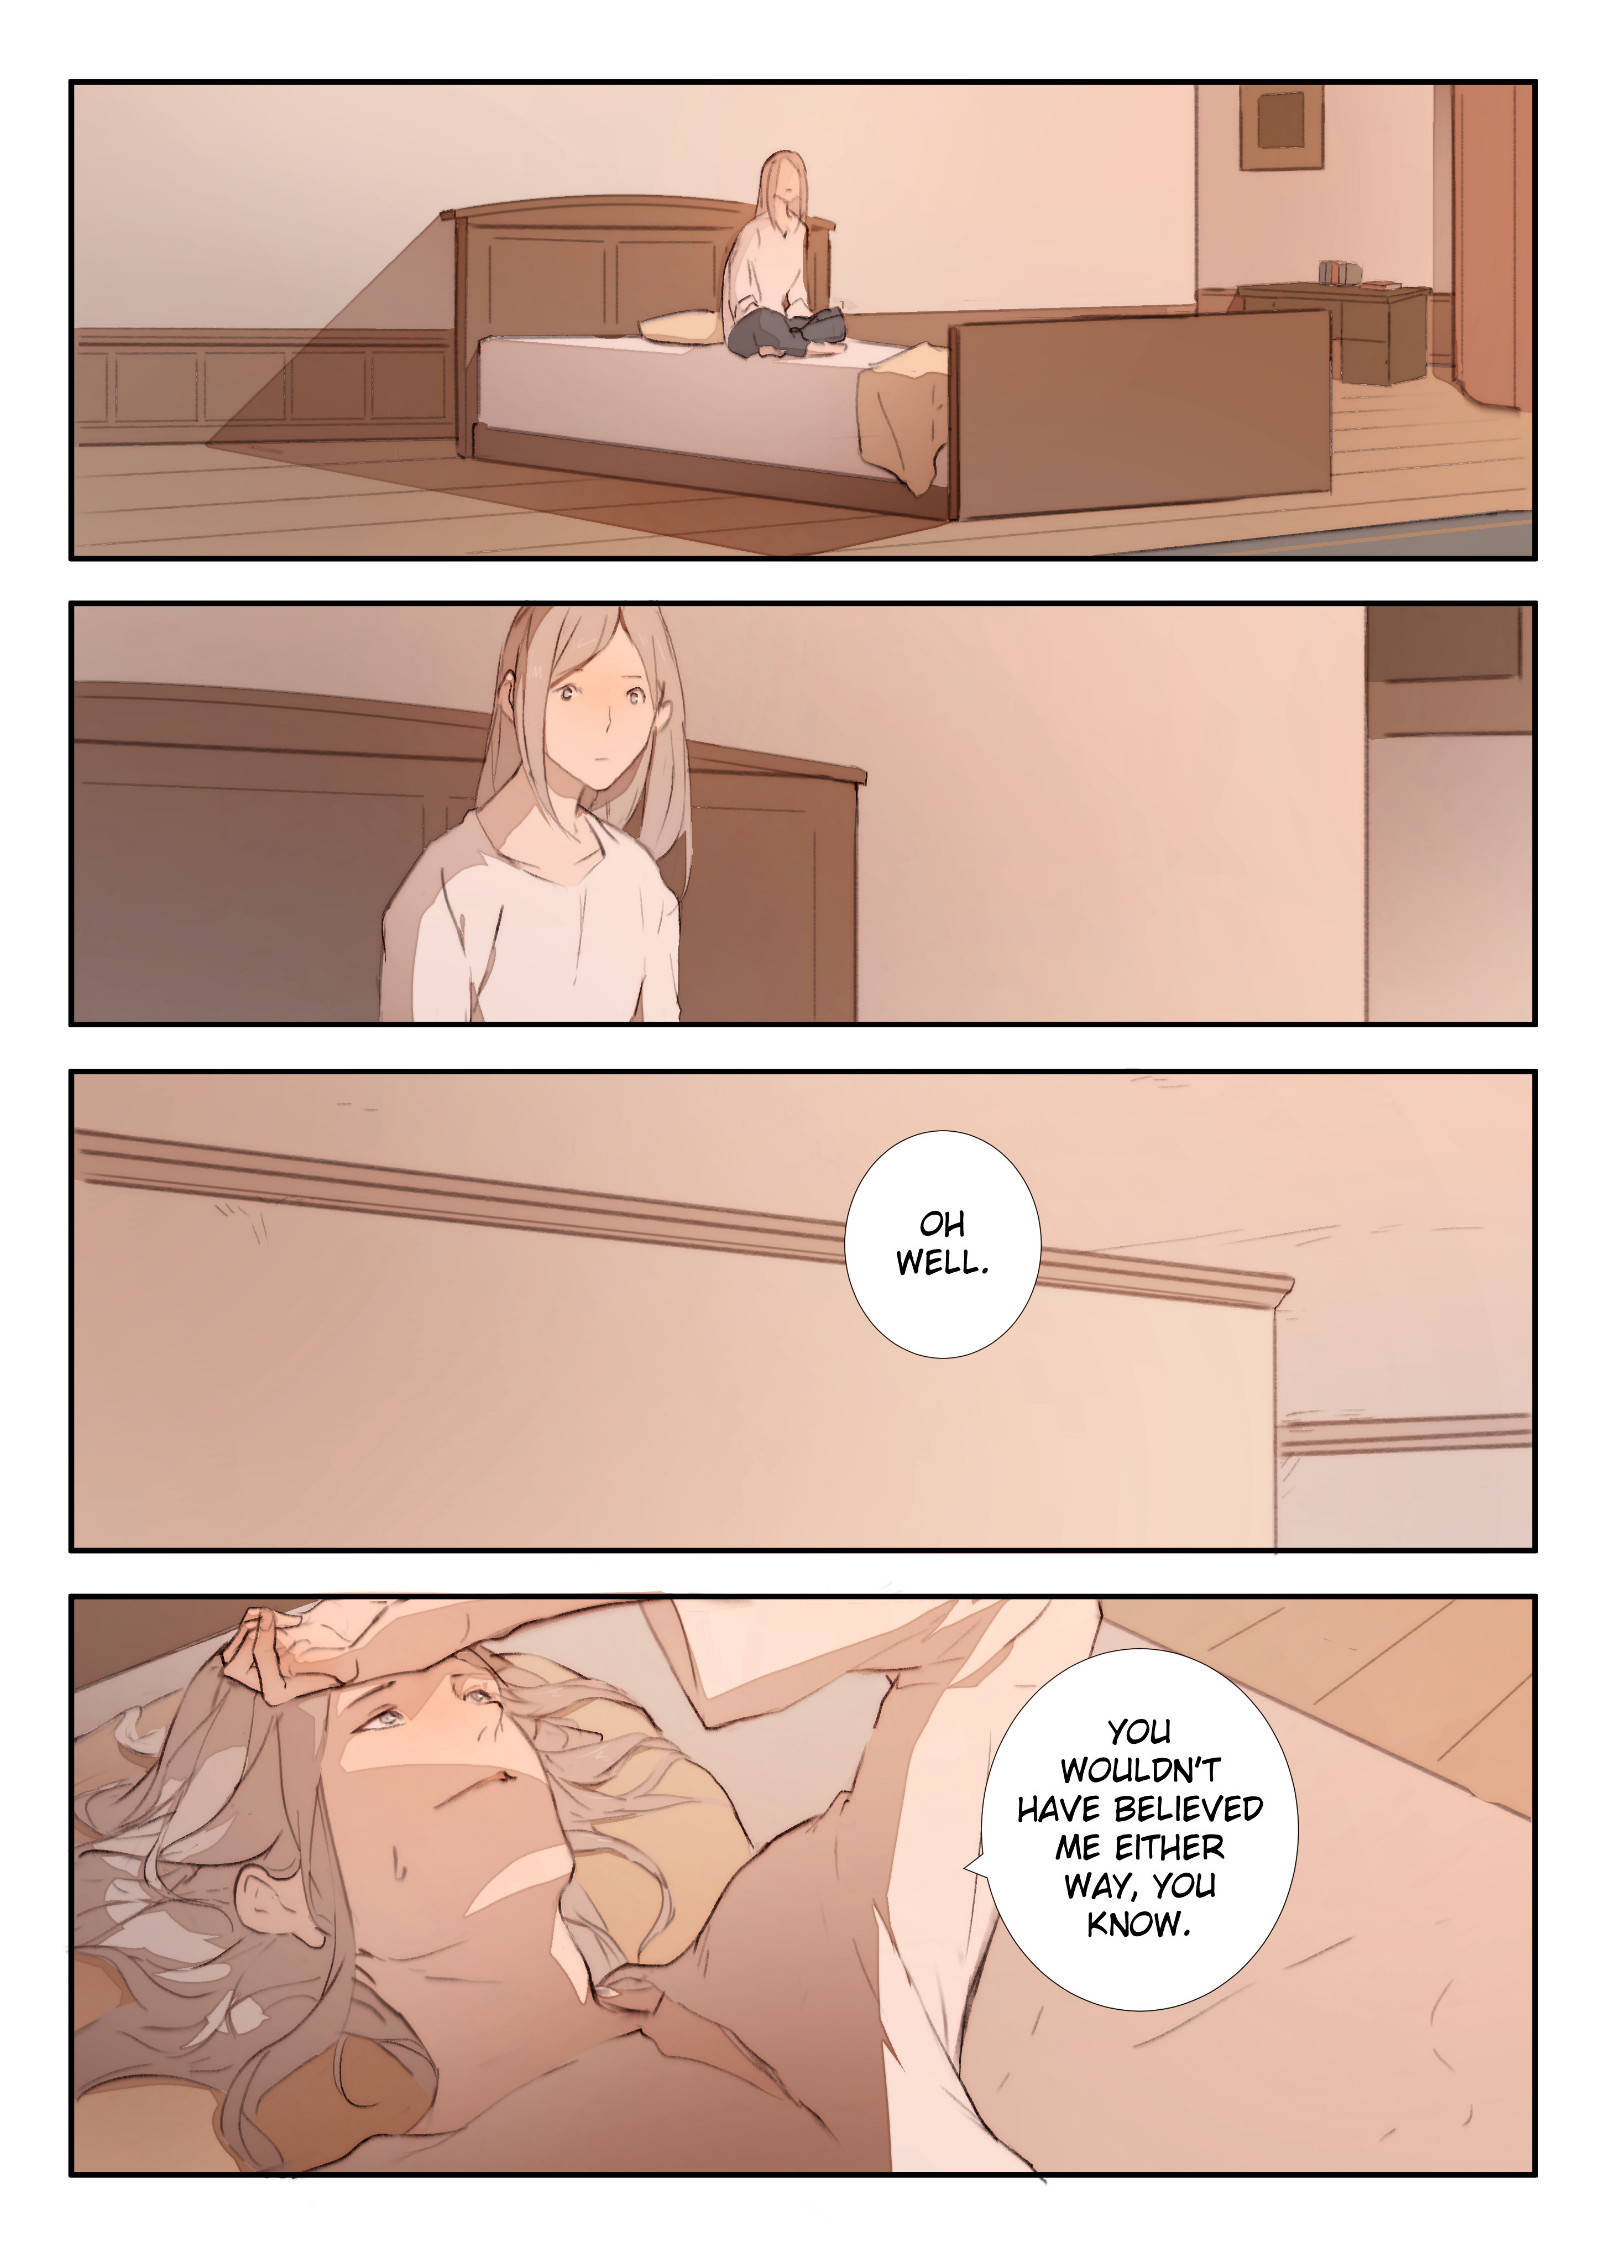 OH
WELL.
YOU
WOULDN'T
HAVE BELIEVED
ME EITHER
WAY, YOU
KNOW.